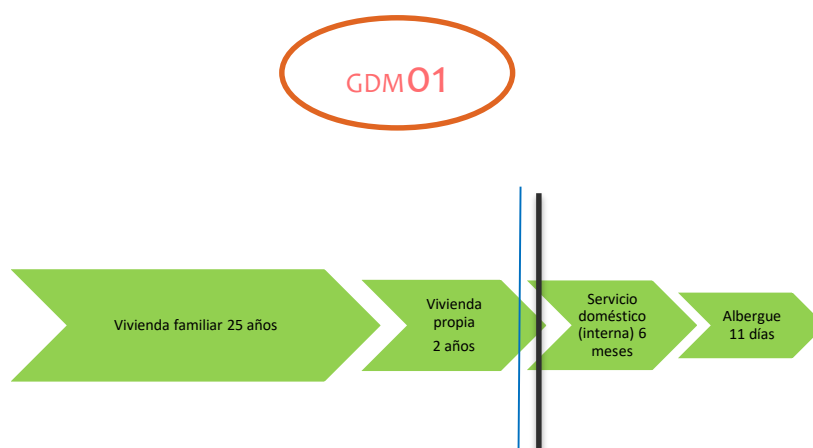 GDM01
Vivienda familiar 25 años
Vivienda
propia
2 años
Servicio
doméstico
(interna) 6
meses
Albergue
11 días